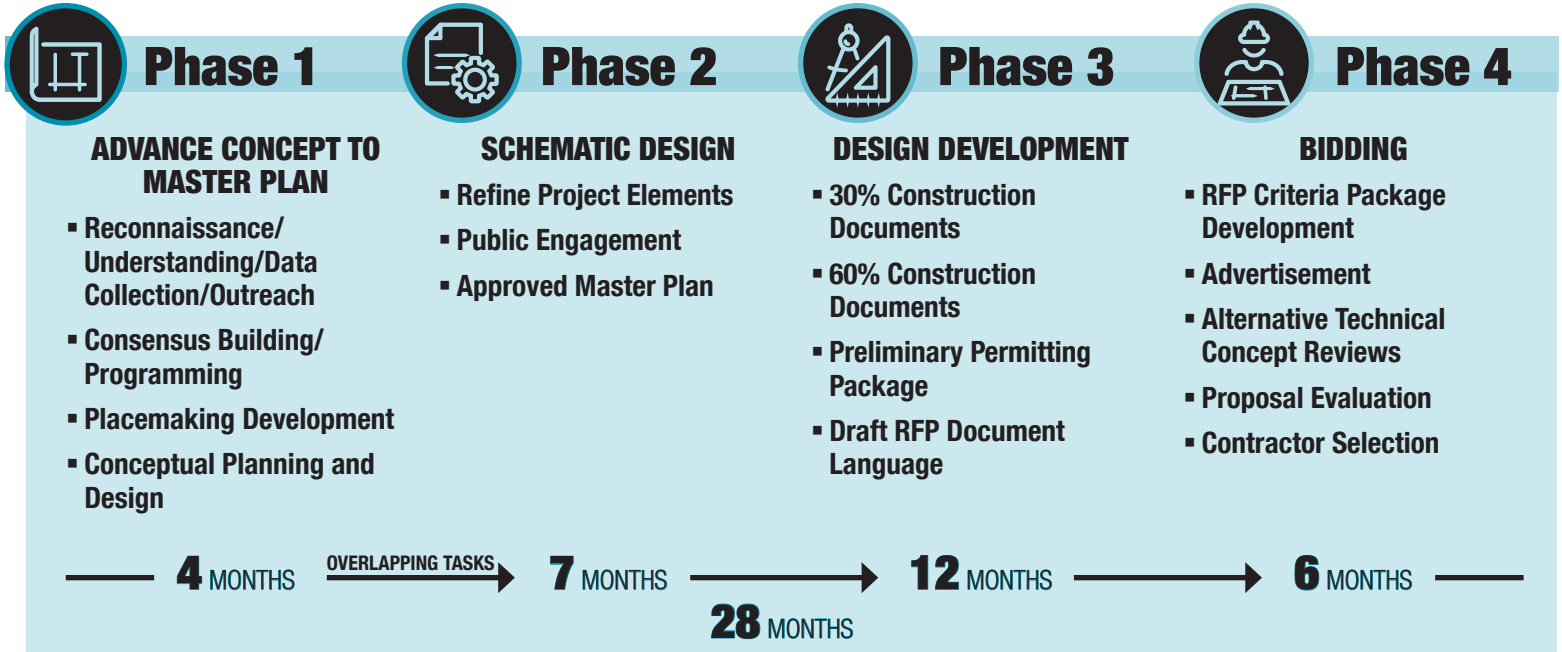 Phase 1
ADVANCE CONCEPT TO
MASTER PLAN
▪ Reconnaissance/
Understanding/Data
Collection/Outreach
▪ Consensus Building/
Programming
▪ Placemaking Development
▪ Conceptual Planning and
Design
4 MONTHS
OVERLAPPING TASKS
Phase 2
SCHEMATIC DESIGN
▪ Refine Project Elements
▪ Public Engagement
▪ Approved Master Plan
7 MONTHS
Phase 3
DESIGN DEVELOPMENT
▪ 30% Construction
Documents
▪ 60% Construction
Documents
▪ Preliminary Permitting
Package
▪ Draft RFP Document
Language
12 MONTHS
Phase 4
BIDDING
▪ RFP Criteria Package
Development
▪ Advertisement
▪ Alternative Technical
Concept Reviews
▪ Proposal Evaluation
▪ Contractor Selection
6 MONTHS
28 MONTHS